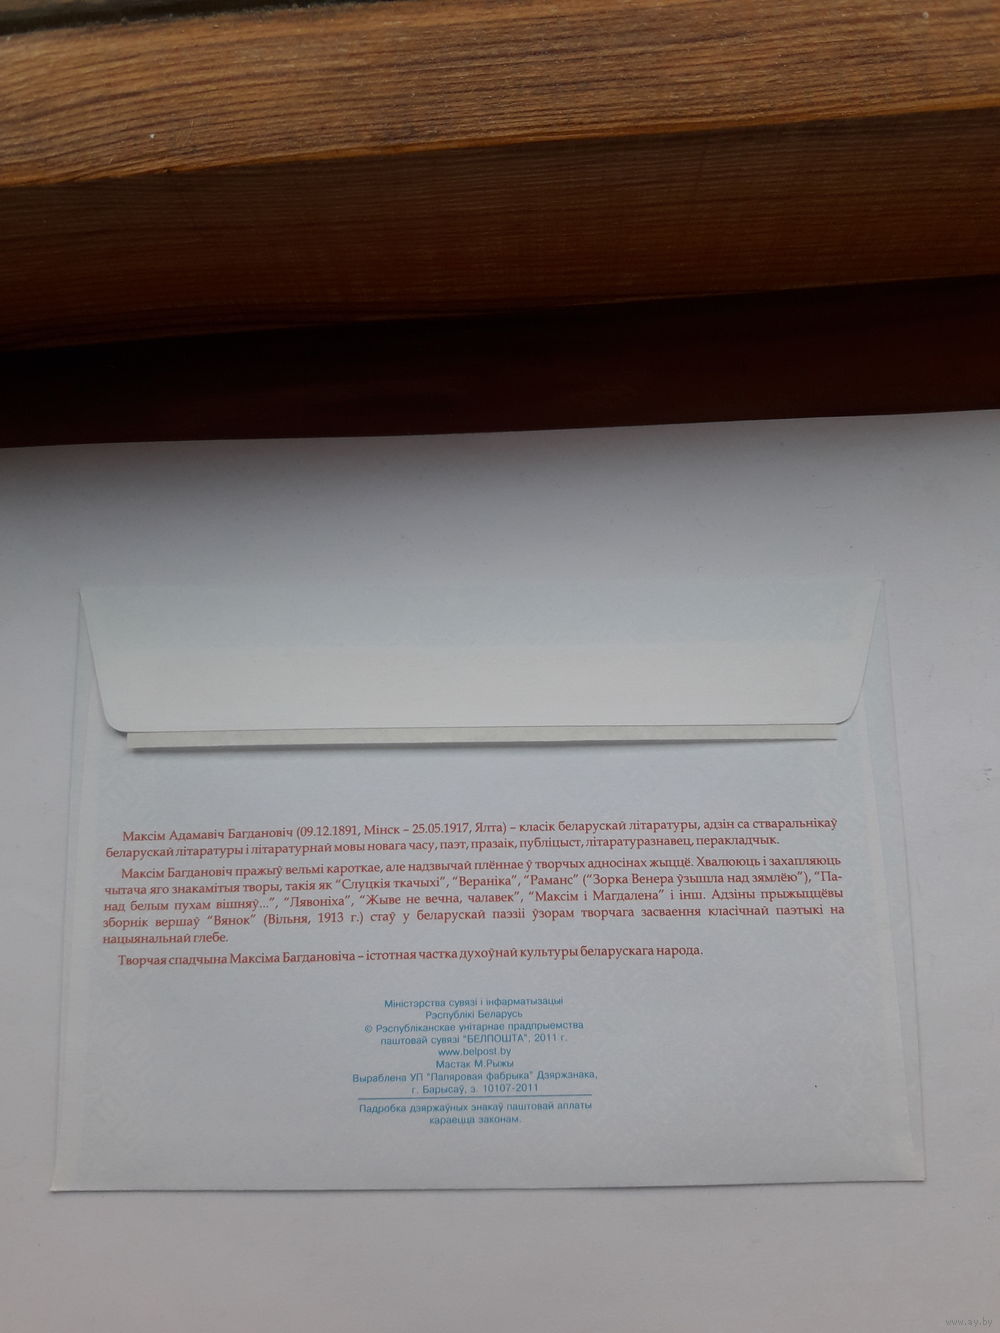 Максім Адамавіч Багдановіч (09.12.1891, Мінск – 25.05.1917, Ялта) – класік беларускай літаратуры, адзін са стваральнікаў
беларускай літаратуры і літаратурнай мовы новага часу, паэт, празаік, публіцыст, літаратуразнавец, перакладчык.
Максім Багдановіч пражыў вельмі кароткае, але надзвычай плённае ў творчых адносінах жыццё. Хвалююць і захапляюць
чытача яго знакамітыя творы, такія як “Слуцкія ткачыхі”, “Вераніка”, “Раманс” (“Зорка Венера ўзышла над зямлёю”), “Па-
над белым пухам вішняў...”, “Лявоніха”, “Жыве не вечна, чалавек”, “Максім і Магдалена” і інш. Адзіны прыжыццёвы
зборнік вершаў “Вянок” (Вільня, 1913 г.) стаў у беларускай паэзіі ўзорам творчага засваення класічнай паэтыкі на
нацыянальнай глебе.
Творчая спадчына Максіма Багдановіча – істотная частка духоўнай культуры беларускага народа.
Міністэрства сувязі і інфарматызацыі
Рэспублікі Беларусь
© Рэспубліканскае унітарнае прадпрыемства
паштовай сувязі "БЕЛПОШТА", 2011 г.
www.belpost.by
Мастак М.Рыжы
Выраблена УП "Папяровая фабрыка" Дзяржзнака,
г. Барысаў, з. 10107-2011
Падробка дзяржаўных знакаў паштовай аплаты
караецца законам.
www.ay.by